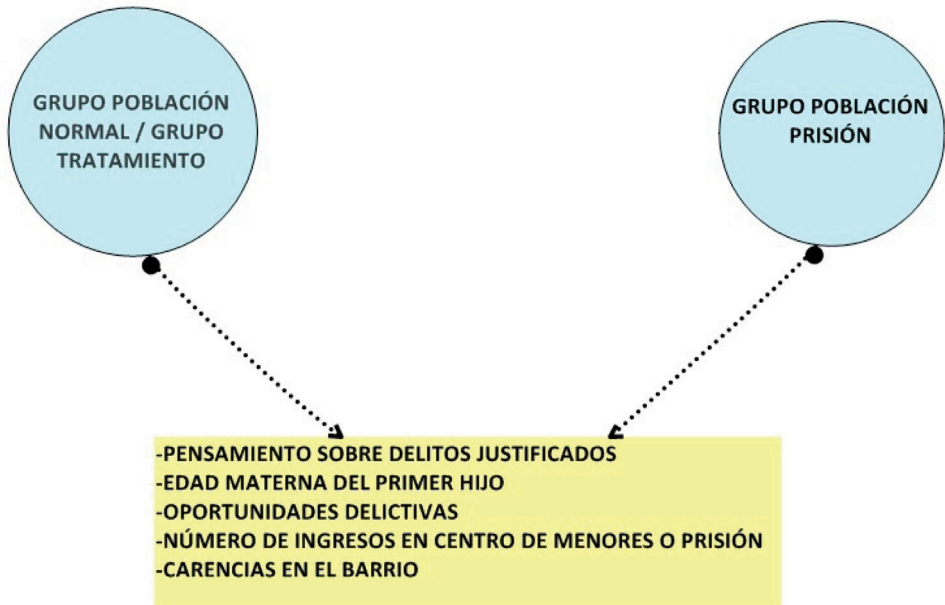 GRUPO POBLACIÓN
NORMAL / GRUPO
TRATAMIENTO
GRUPO POBLACIÓN
PRISIÓN
-PENSAMIENTO SOBRE DELITOS JUSTIFICADOS
-EDAD MATERNA DEL PRIMER HIJO
-OPORTUNIDADES DELICTIVAS
-NÚMERO DE INGRESOS EN CENTRO DE MENORES O PRISIÓN
-CARENCIAS EN EL BARRIO